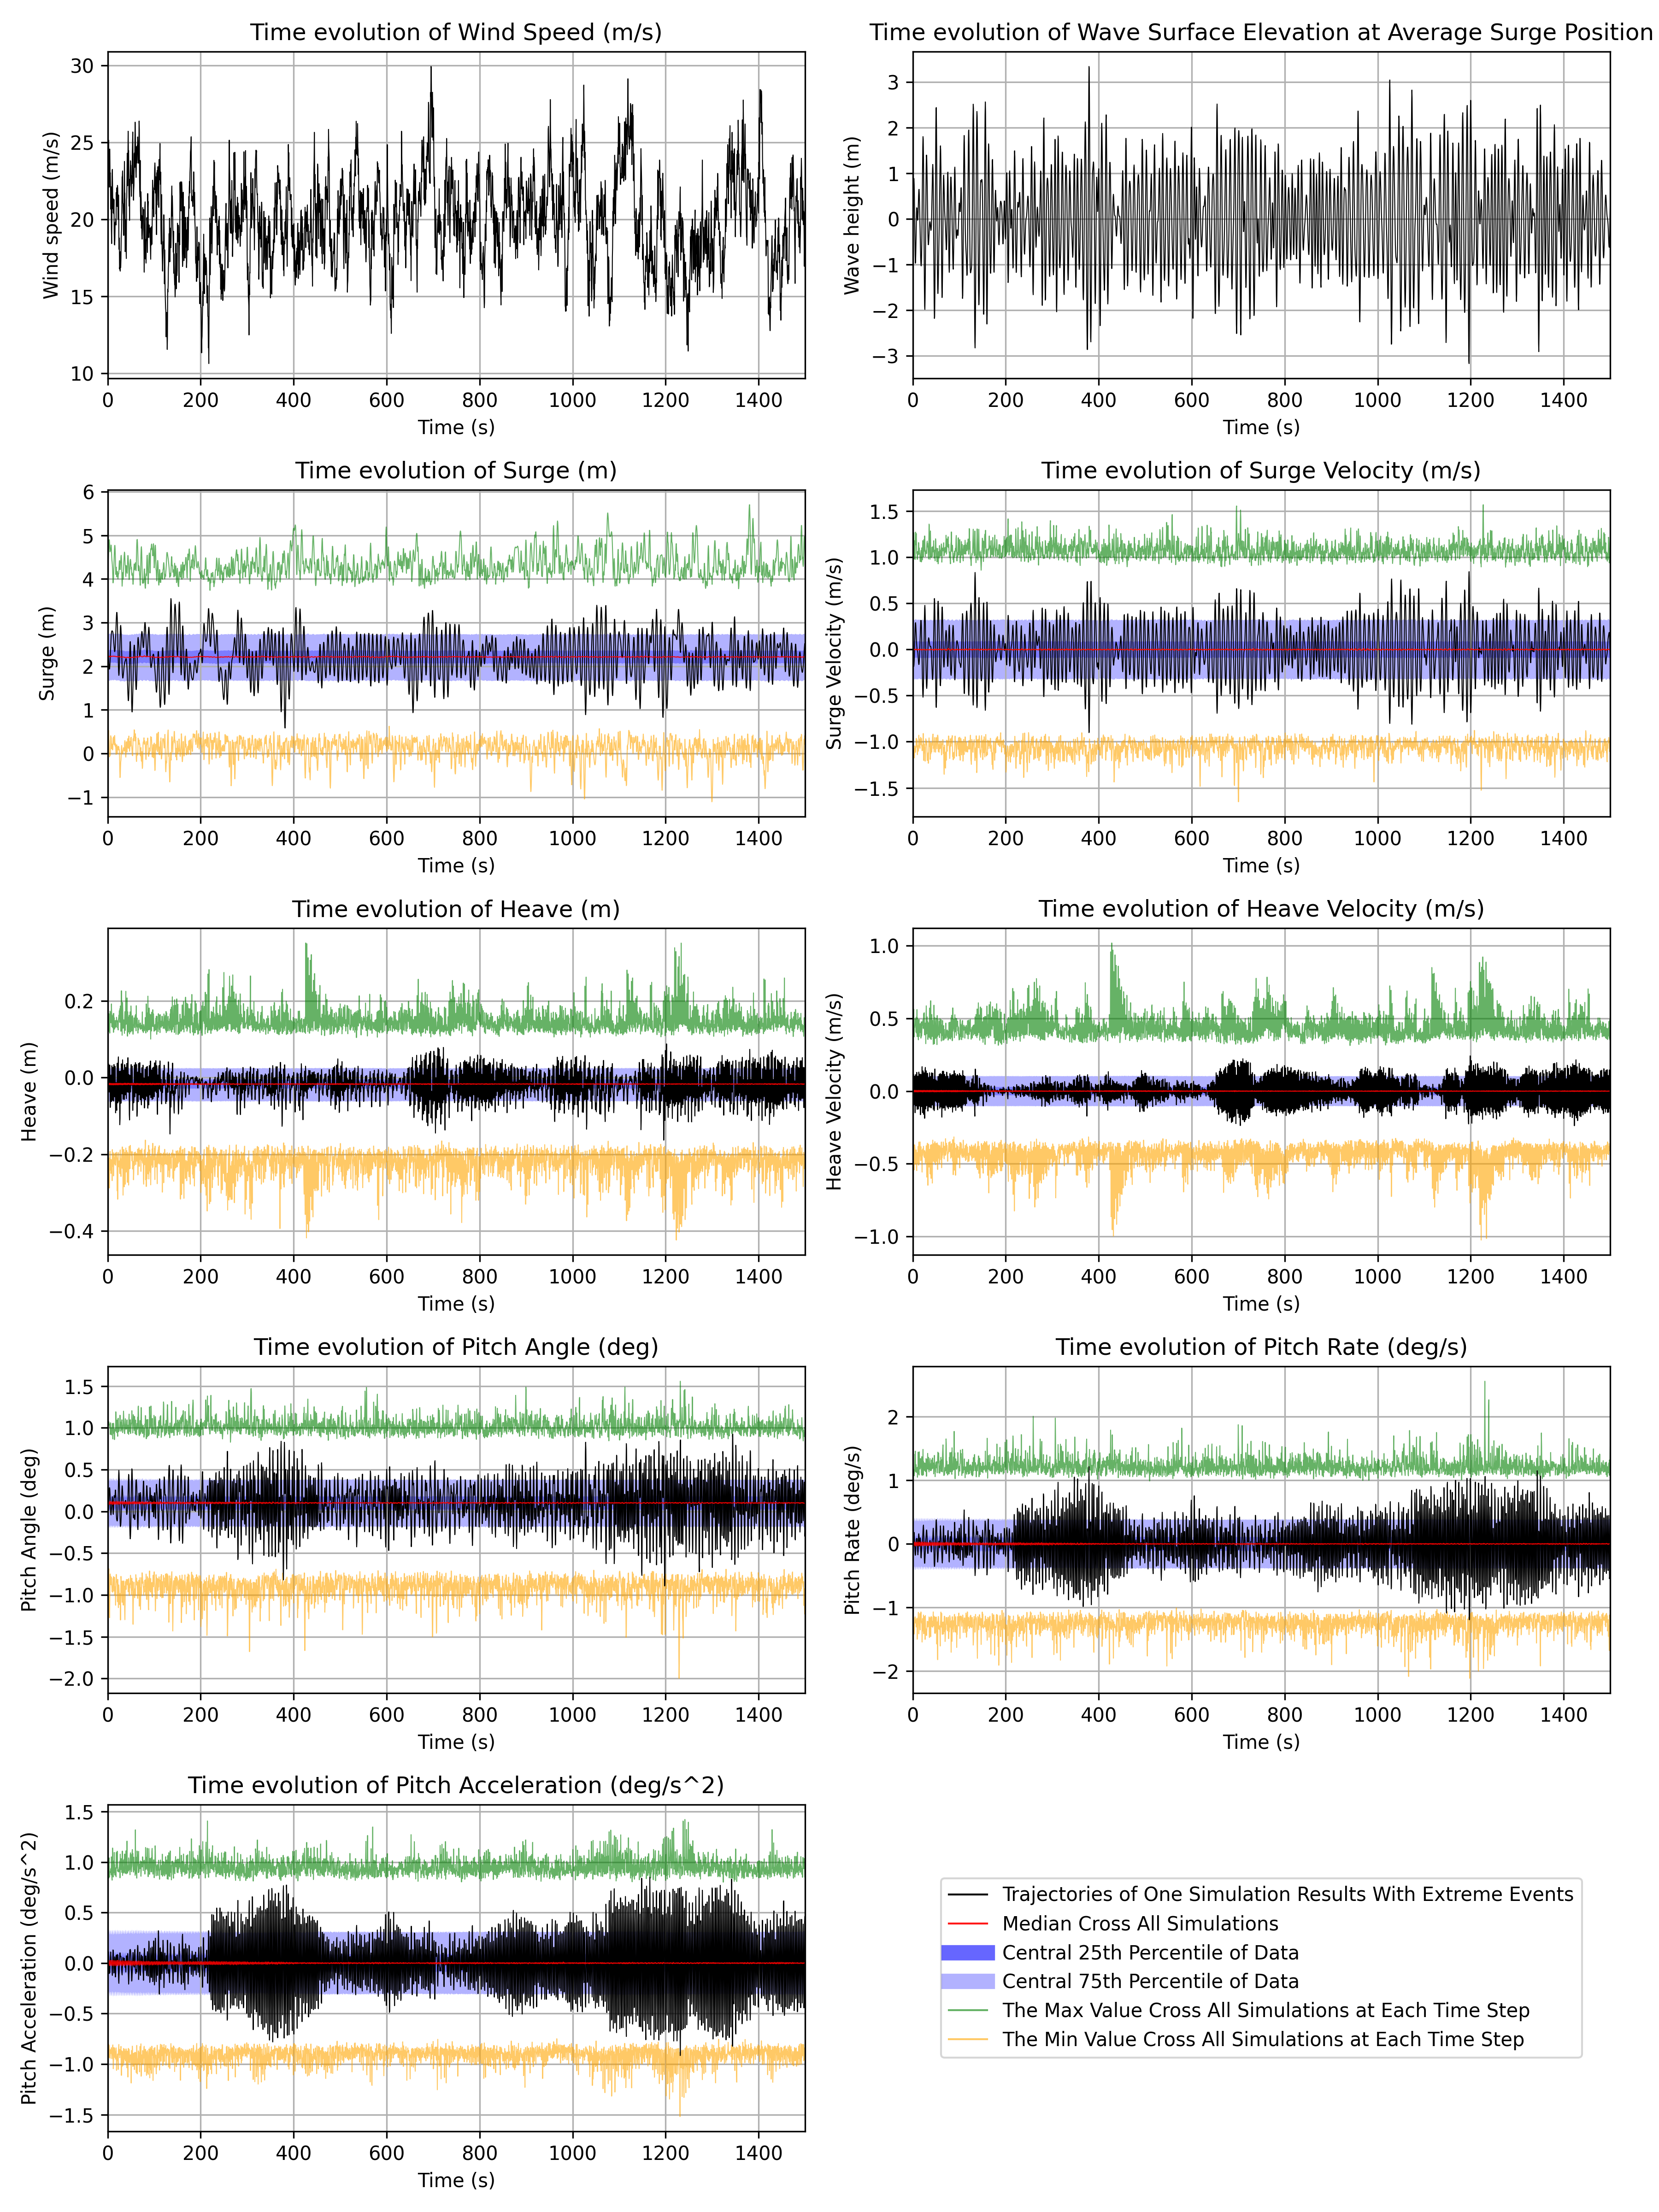 Time evolution of Wind Speed (m/s)
Wind speed (m/s)
30
25
20
15
10
0 200 400 600 800 1000 1200 1400
Time (s)
Time evolution of Wave Surface Elevation at Average Surge Position
Wave height (m)
3
2
1
0
−1
−2
−3
0 200 400 600 800 1000 1200 1400
Time (s)
Time evolution of Surge (m)
Surge (m)
6
5
4
3
2
1
0
−1
0 200 400 600 800 1000 1200 1400
Time (s)
Time evolution of Surge Velocity (m/s)
Surge Velocity (m/s)
1.5
1.0
0.5
0.0
−0.5
−1.0
−1.5
0 200 400 600 800 1000 1200 1400
Time (s)
Time evolution of Heave (m)
Heave (m)
0.2
0.0
−0.2
−0.4
0 200 400 600 800 1000 1200 1400
Time (s)
Time evolution of Heave Velocity (m/s)
Heave Velocity (m/s)
1.0
0.5
0.0
−0.5
−1.0
0 200 400 600 800 1000 1200 1400
Time (s)
Time evolution of Pitch Angle (deg)
Pitch Angle (deg)
1.5
1.0
0.5
0.0
−0.5
−1.0
−1.5
−2.0
0 200 400 600 800 1000 1200 1400
Time (s)
Time evolution of Pitch Rate (deg/s)
Pitch Rate (deg/s)
2
1
0
−1
−2
0 200 400 600 800 1000 1200 1400
Time (s)
Time evolution of Pitch Acceleration (deg/s^2)
Pitch Acceleration (deg/s^2)
1.5
1.0
0.5
0.0
−0.5
−1.0
−1.5
0 200 400 600 800 1000 1200 1400
Time (s)
Trajectories of One Simulation Results With Extreme Events
Median Cross All Simulations
Central 25th Percentile of Data
Central 75th Percentile of Data
The Max Value Cross All Simulations at Each Time Step
The Min Value Cross All Simulations at Each Time Step